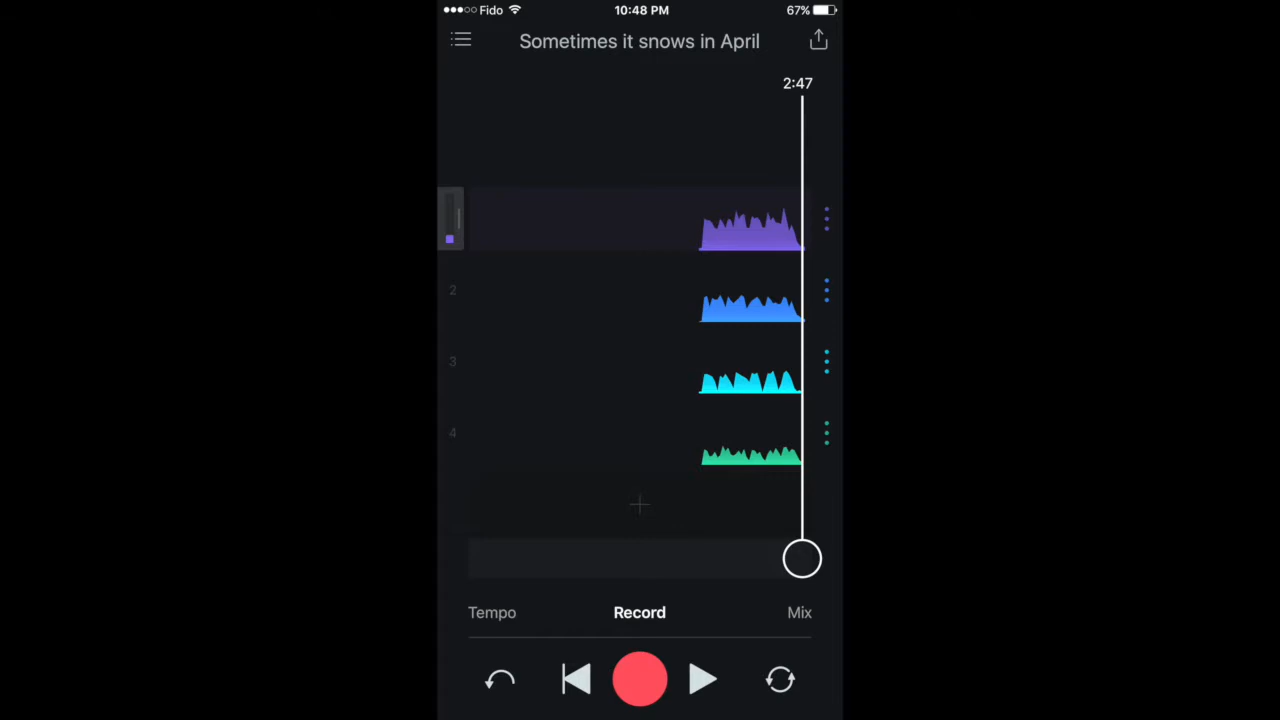 Fido 10:48 PM 67%
Sometimes it snows in April
2:47
2
3
4
Tempo Record Mix